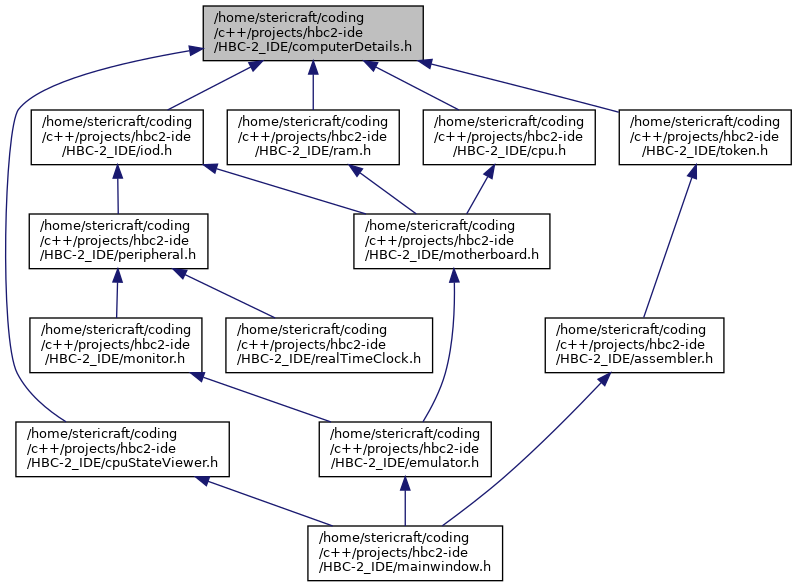 /home/stericraft/coding
/c++/projects/hbc2-ide
/HBC-2_IDE/computerDetails.h
/home/stericraft/coding
/c++/projects/hbc2-ide
/HBC-2_IDE/iod.h
/home/stericraft/coding
/c++/projects/hbc2-ide
/HBC-2_IDE/ram.h
/home/stericraft/coding
/c++/projects/hbc2-ide
/HBC-2_IDE/cpu.h
/home/stericraft/coding
/c++/projects/hbc2-ide
/HBC-2_IDE/token.h
/home/stericraft/coding
/c++/projects/hbc2-ide
/HBC-2_IDE/peripheral.h
/home/stericraft/coding
/c++/projects/hbc2-ide
/HBC-2_IDE/motherboard.h
/home/stericraft/coding
/c++/projects/hbc2-ide
/HBC-2_IDE/monitor.h
/home/stericraft/coding
/c++/projects/hbc2-ide
/HBC-2_IDE/realTimeClock.h
/home/stericraft/coding
/c++/projects/hbc2-ide
/HBC-2_IDE/assembler.h
/home/stericraft/coding
/c++/projects/hbc2-ide
/HBC-2_IDE/cpuStateViewer.h
/home/stericraft/coding
/c++/projects/hbc2-ide
/HBC-2_IDE/emulator.h
/home/stericraft/coding
/c++/projects/hbc2-ide
/HBC-2_IDE/mainwindow.h